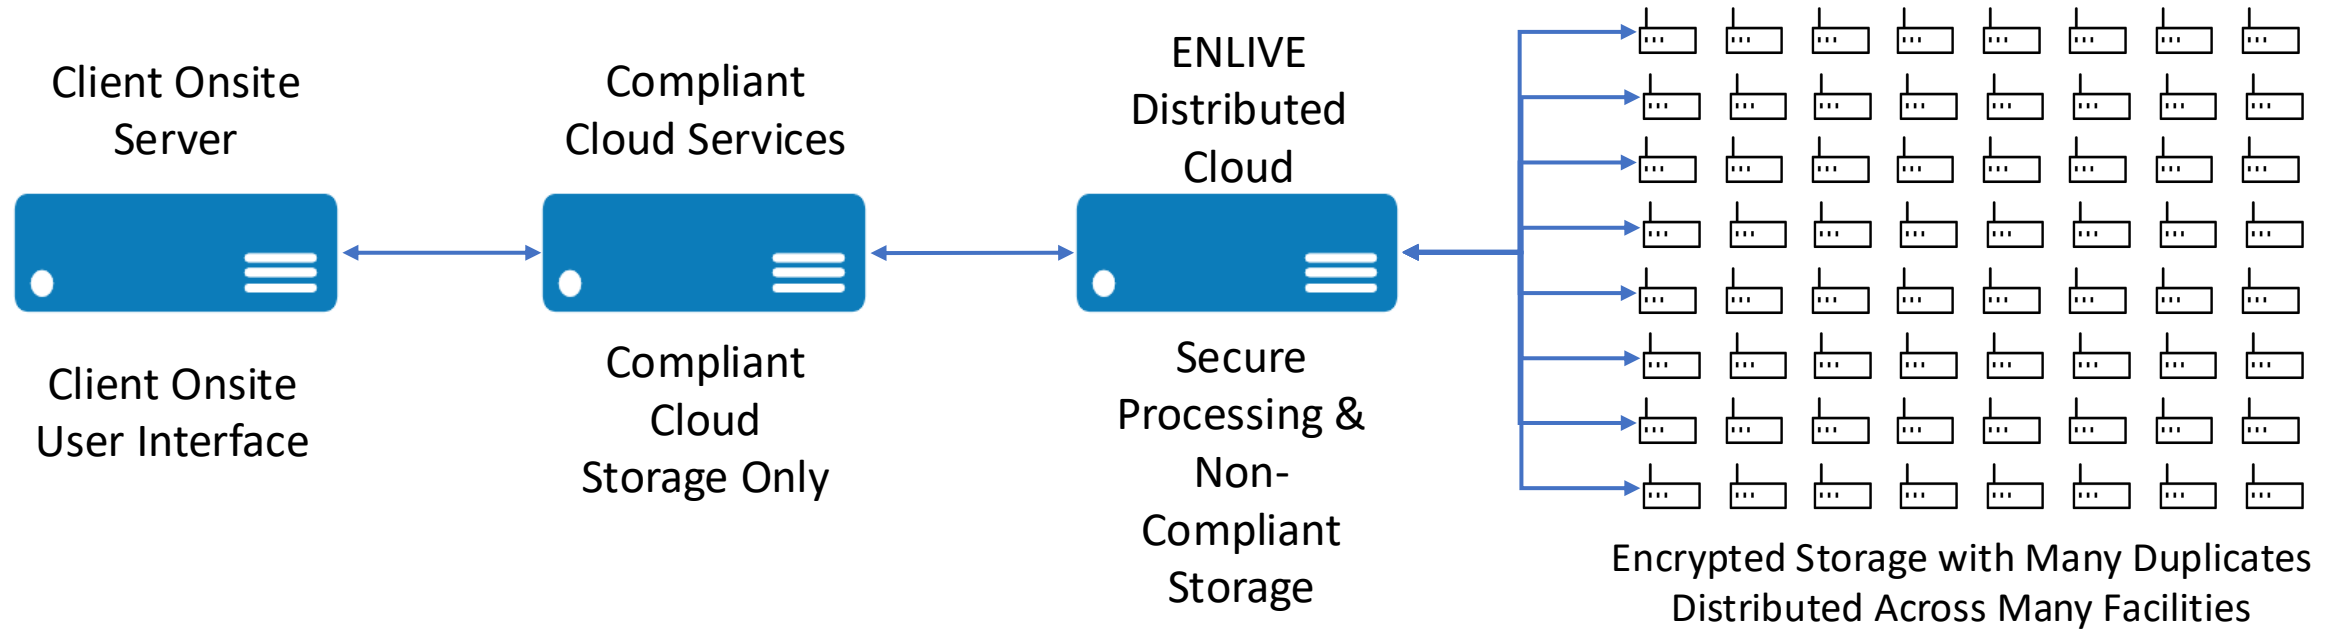 Client Onsite
Server
Compliant
Cloud Services
ENLIVE
Distributed
Cloud
Client Onsite
User Interface
Compliant
Cloud
Storage Only
Secure
Processing &
Non-
Compliant
Storage
Encrypted Storage with Many Duplicates
Distributed Across Many Facilities